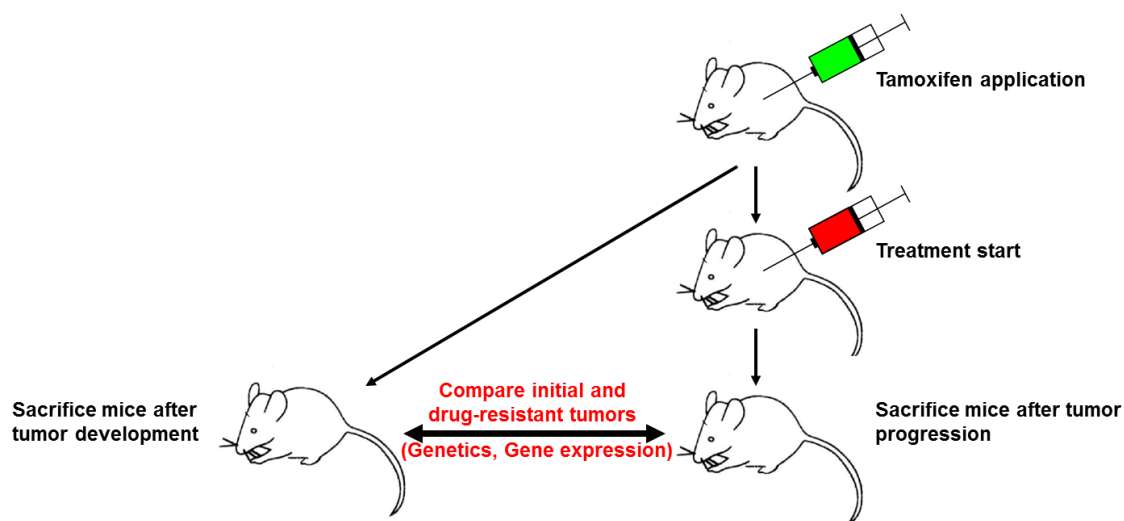 Tamoxifen application
Treatment start
Compare initial and
drug-resistant tumors
(Genetics, Gene expression)
Sacrifice mice after
tumor development
Sacrifice mice after tumor
progression